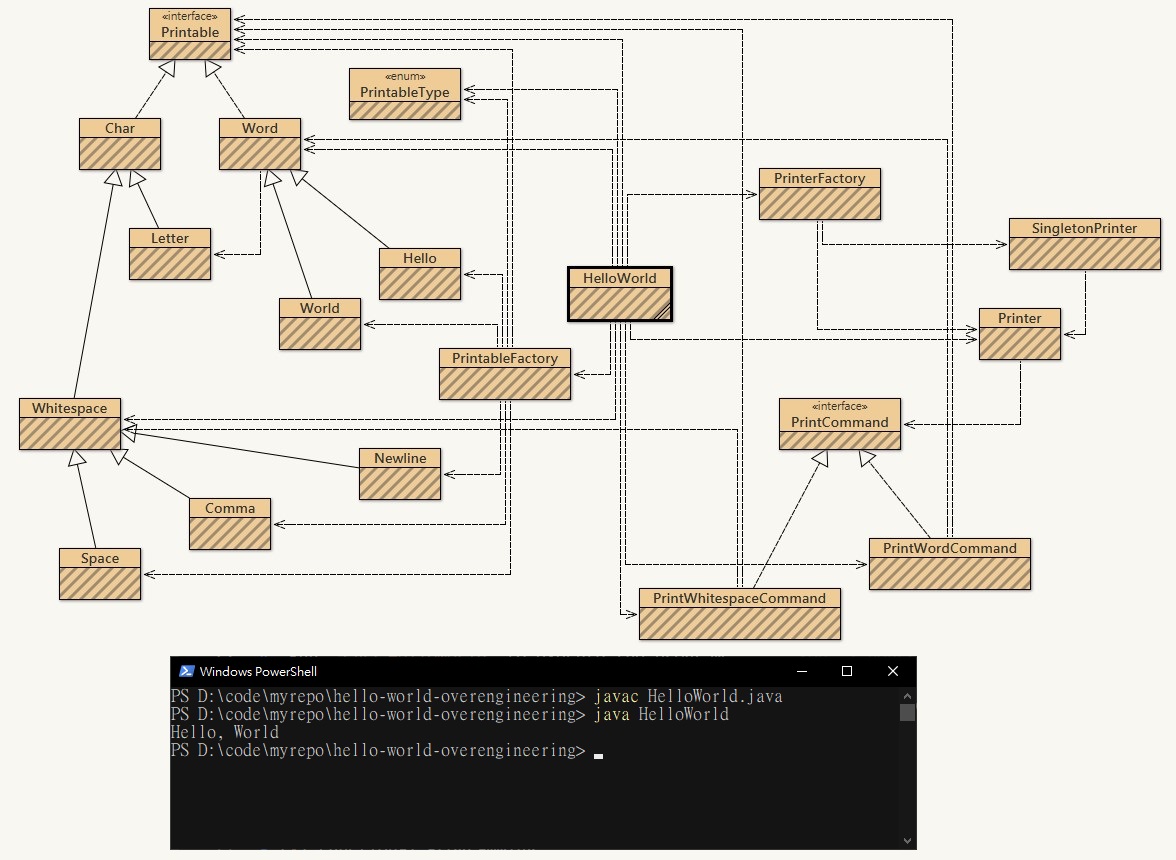 «interface»
Printable
«enum»
PrintableType
Char
Word
PrinterFactory
SingletonPrinter
Letter
Hello
HelloWorld
World
Printer
PrintableFactory
Whitespace
«interface»
PrintCommand
Newline
Comma
Space
PrintWordCommand
PrintWhitespaceCommand
Windows PowerShell
PS D:\code\myrepo\hello-world-overengineering> javac HelloWorld.java
PS D:\code\myrepo\hello-world-overengineering> java HelloWorld
Hello, World
PS D:\code\myrepo\hello-world-overengineering>